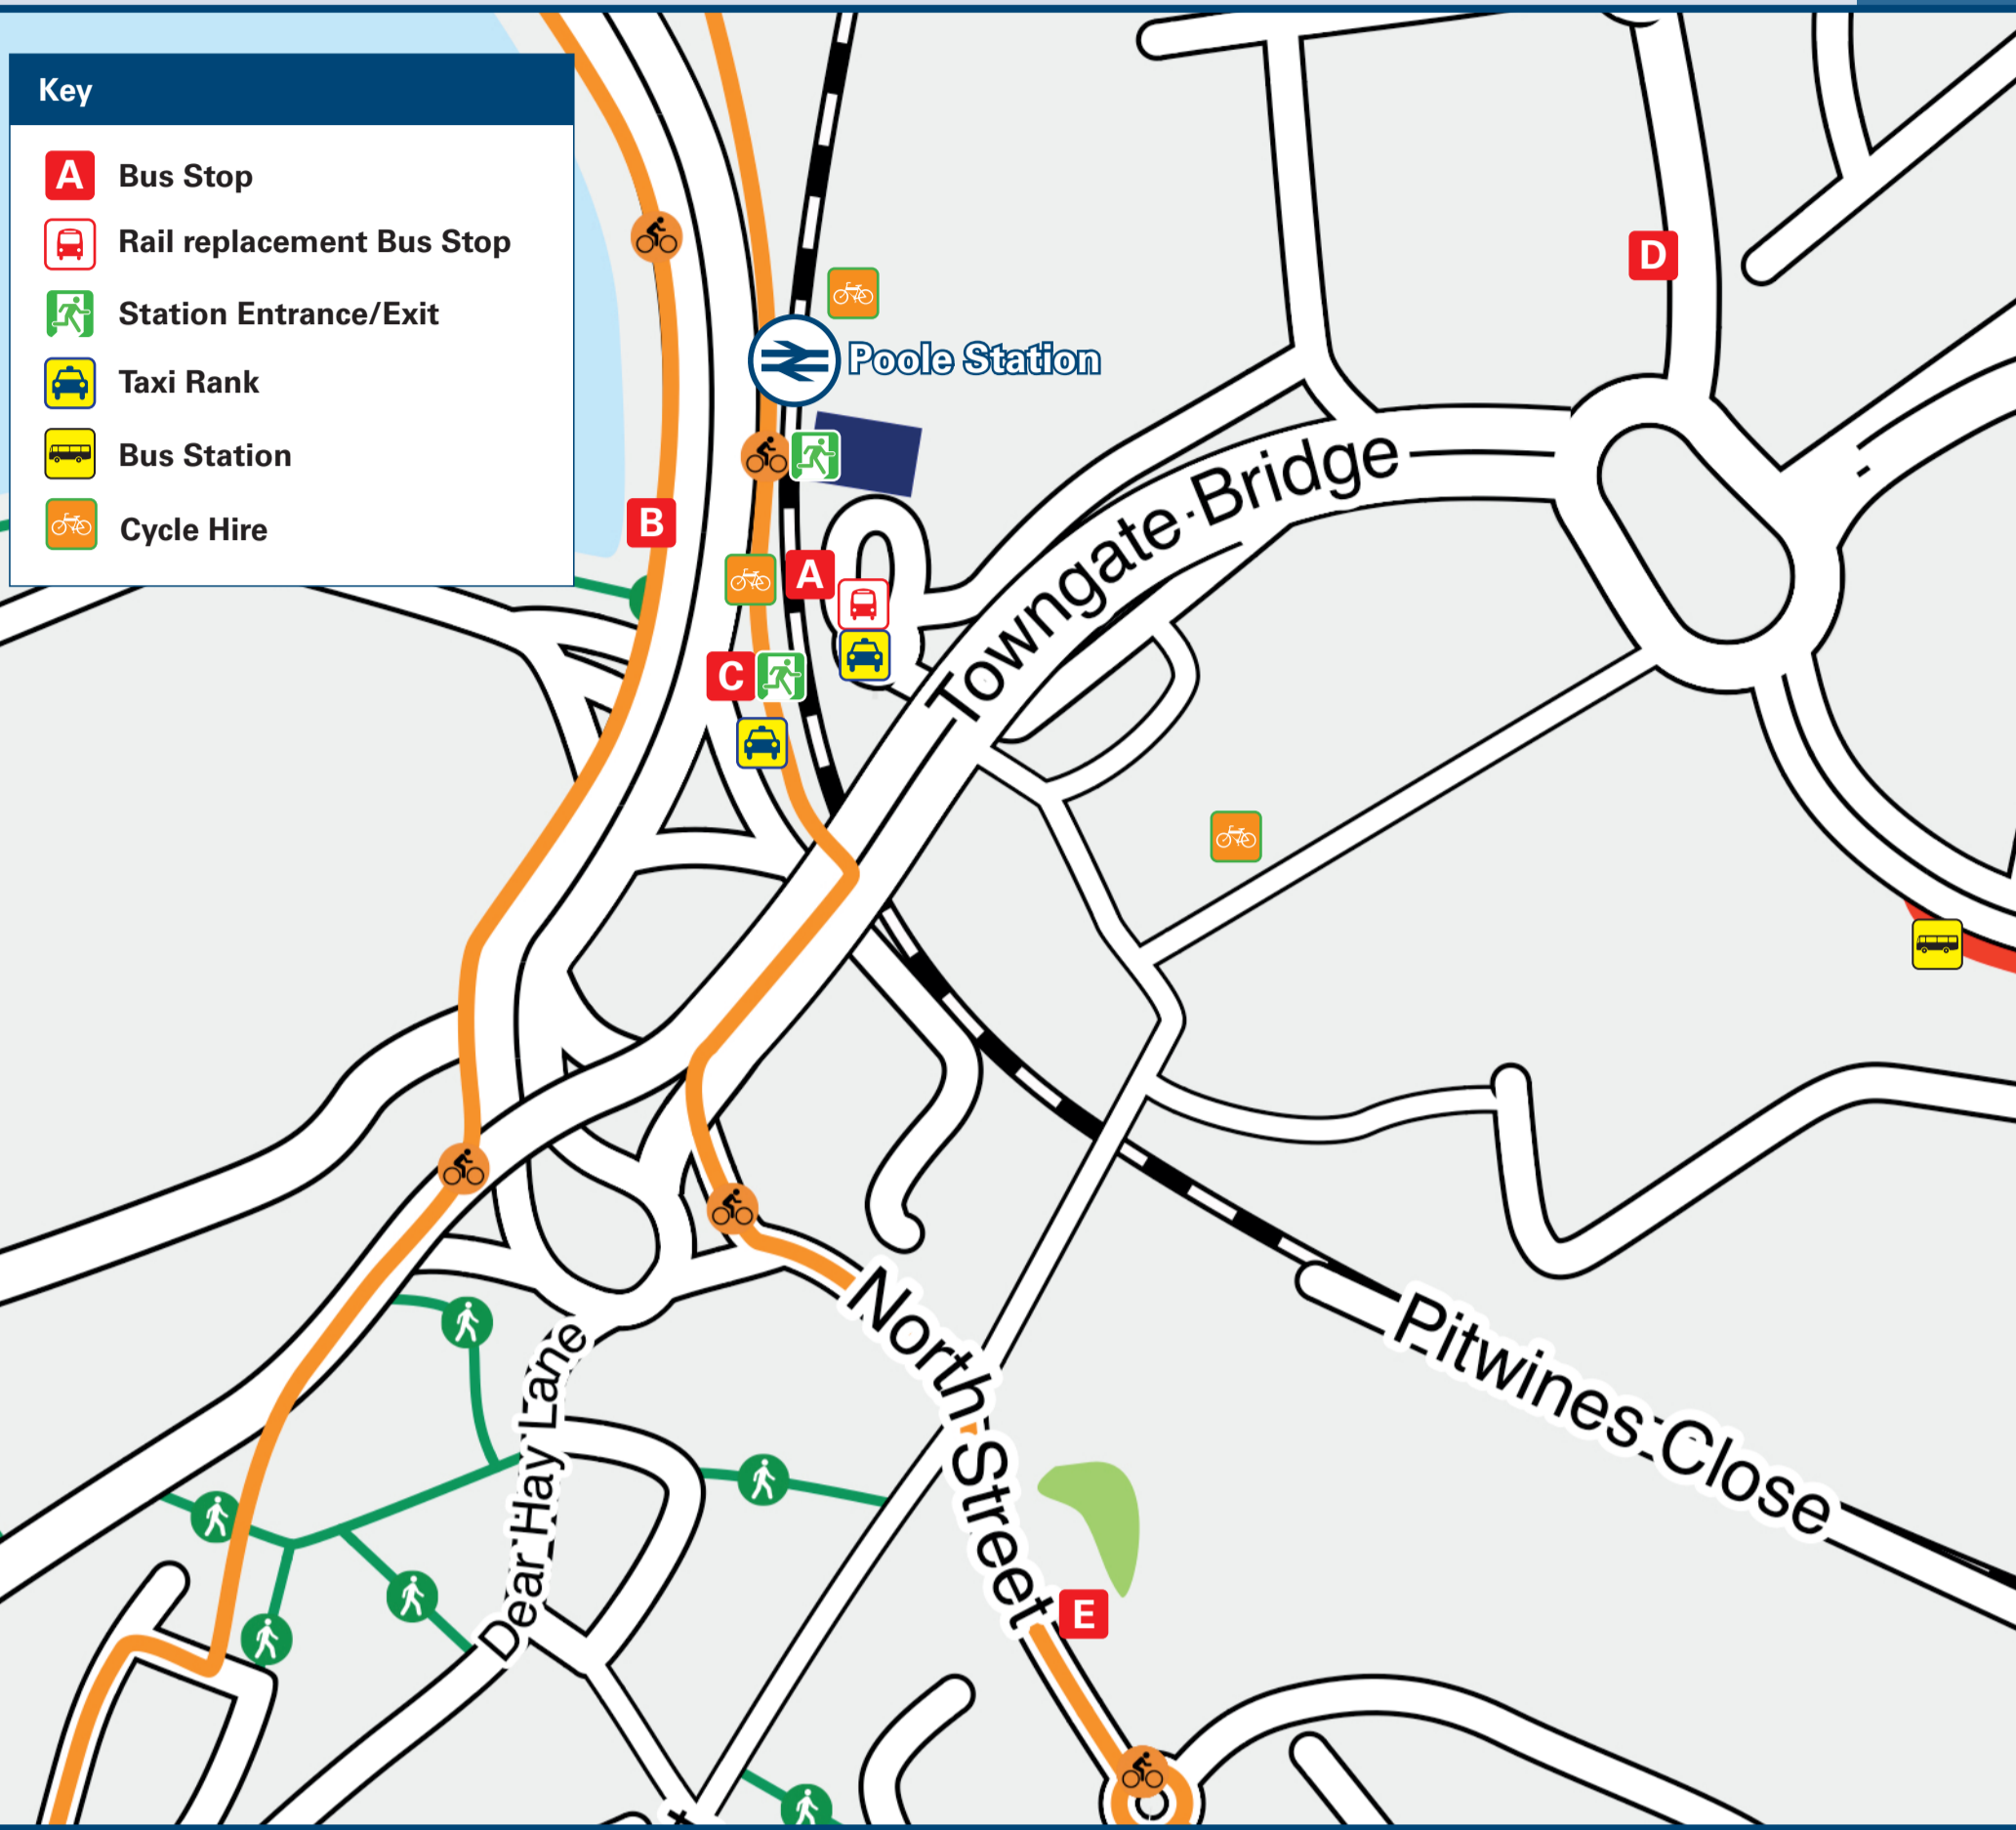 Key
A Bus Stop
Rail replacement Bus Stop
Station Entrance/Exit
Taxi Rank
Bus Station
Cycle Hire
D
Poole Station
Towngate Bridge
B
A
C
North Street
Pitwines Close
Dear Hay Lane
E